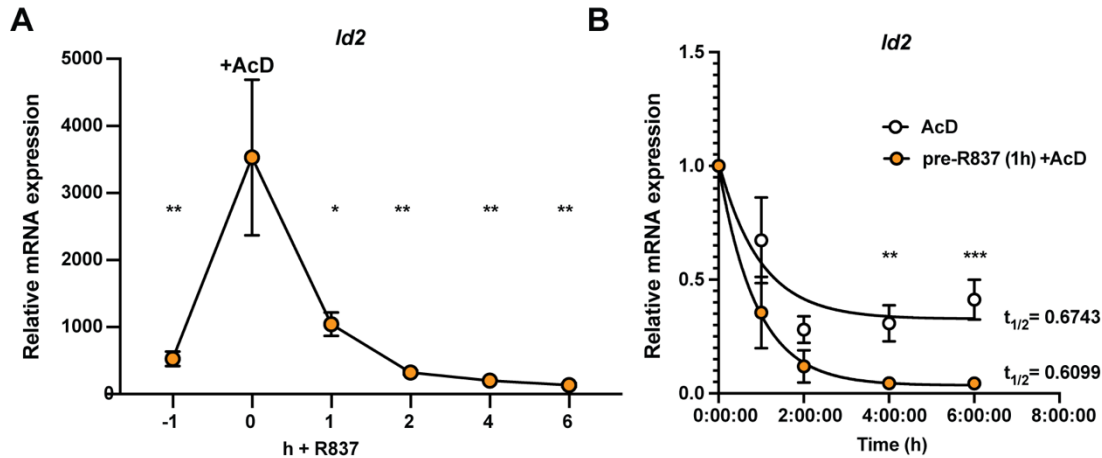 A
Id2
+AcD
Relative mRNA expression
5000
4000
3000
2000
1000
0
** * ** ** **
-1 0 1 2 4 6
h + R837
B
Id2
Relative mRNA expression
1.5
1.0
0.5
0.0
AcD
pre-R837 (1h) +AcD
** ***
t1/2= 0.6743
t1/2= 0.6099
0:00:00 2:00:00 4:00:00 6:00:00 8:00:00
Time (h)